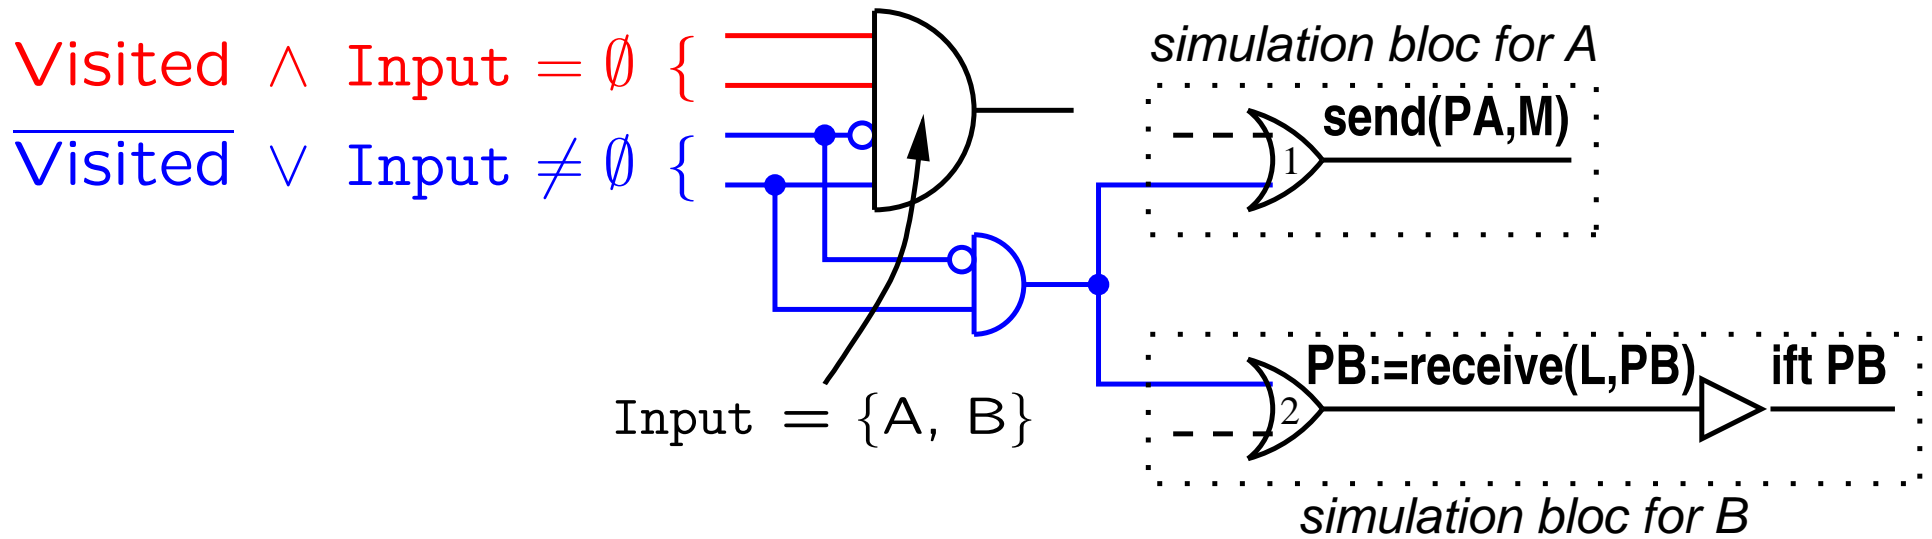 Visited ∧ Input = ∅ {
V̅i̅s̅i̅t̅e̅d̅ ∨ Input ≠ ∅ {
Input = {A, B}
simulation bloc for A
send(PA,M)
1
PB:=receive(L,PB) ift PB
2
simulation bloc for B